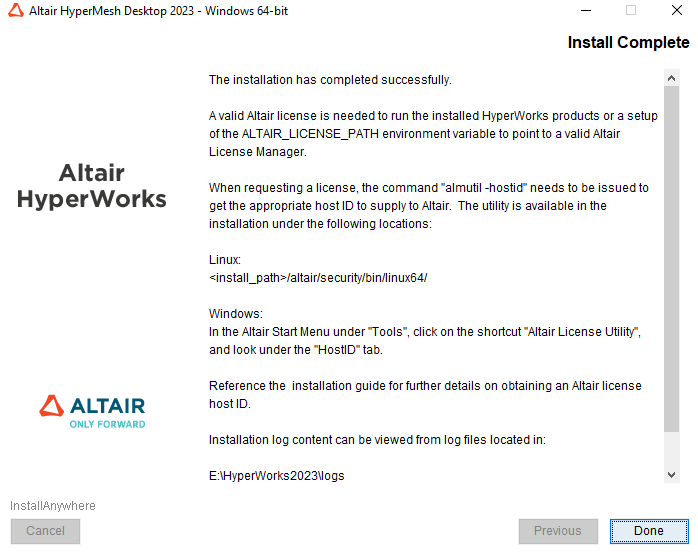 Altair HyperMesh Desktop 2023 - Windows 64-bit
Install Complete
The installation has completed successfully.
A valid Altair license is needed to run the installed HyperWorks products or a setup
of the ALTAIR_LICENSE_PATH environment variable to point to a valid Altair
License Manager.
Altair
HyperWorks
When requesting a license, the command "almutil -hostid" needs to be issued to
get the appropriate host ID to supply to Altair.  The utility is available in the
installation under the following locations:
Linux:
<install_path>/altair/security/bin/linux64/
Windows:
In the Altair Start Menu under "Tools", click on the shortcut "Altair License Utility",
and look under the "HostID" tab.
Reference the  installation guide for further details on obtaining an Altair license
host ID.
ALTAIR
ONLY FORWARD
Installation log content can be viewed from log files located in:
E:\HyperWorks2023\logs
InstallAnywhere
Cancel
Previous
Done